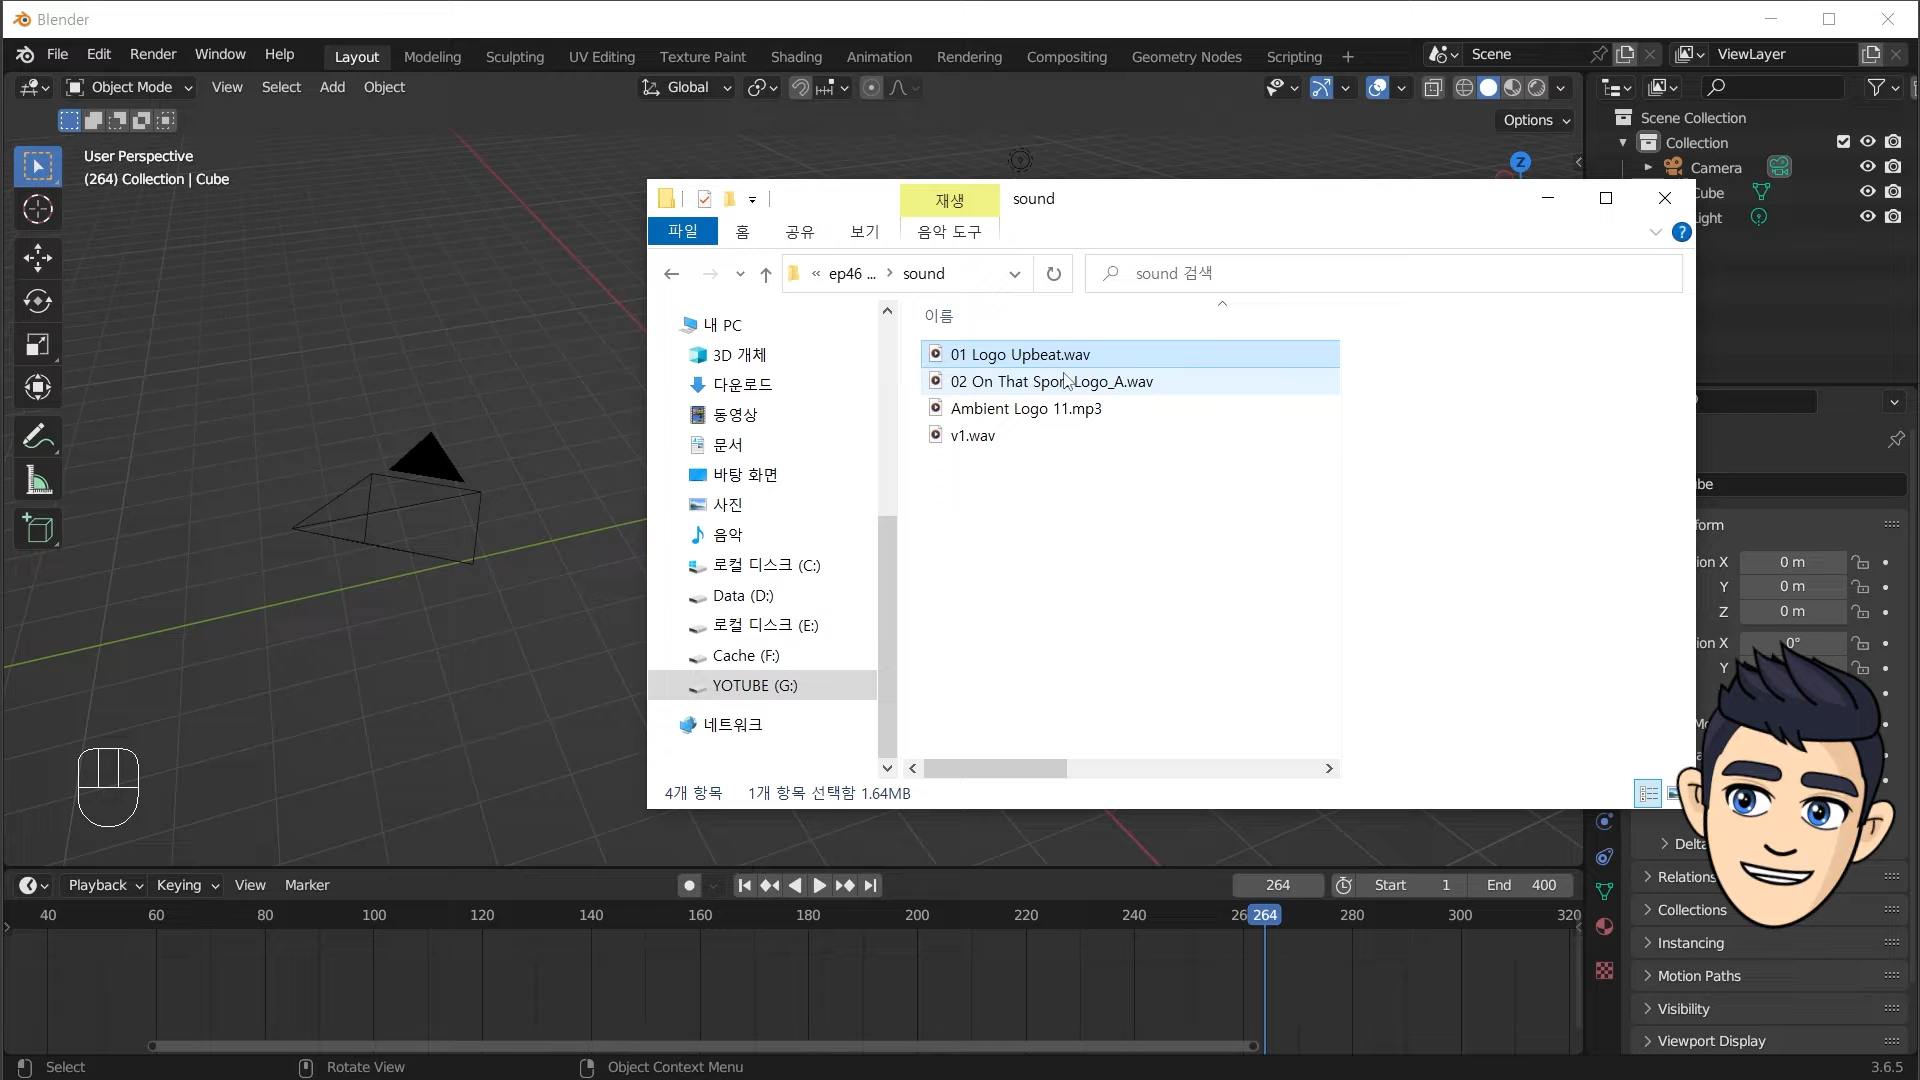 Blender
File Edit Render Window Help Layout Modeling Sculpting UV Editing Texture Paint Shading Animation Rendering Compositing Geometry Nodes Scripting + Scene ViewLayer
Object Mode View Select Add Object Global
Options
User Perspective
(264) Collection | Cube
Z
Scene Collection
Collection
Camera
Cube
ight
재생 sound
파일 홈 공유 보기 음악 도구
« ep46 ... > sound
sound 검색
이름
내 PC
3D 개체
다운로드
동영상
문서
바탕 화면
사진
음악
로컬 디스크 (C:)
Data (D:)
로컬 디스크 (E:)
Cache (F:)
YOTUBE (G:)
네트워크
01 Logo Upbeat.wav
02 On That Spor Logo_A.wav
Ambient Logo 11.mp3
v1.wav
4개 항목 1개 항목 선택함 1.64MB
be
form
ion X 0 m
Y 0 m
Z 0 m
ion X 0°
Y
Mo
Delta
Relations
Collections
Instancing
Motion Paths
Visibility
Viewport Display
Playback Keying View Marker 264 Start 1 End 400
40 60 80 100 120 140 160 180 200 220 240 26 264 280 300 320
Select Rotate View Object Context Menu 3.6.5